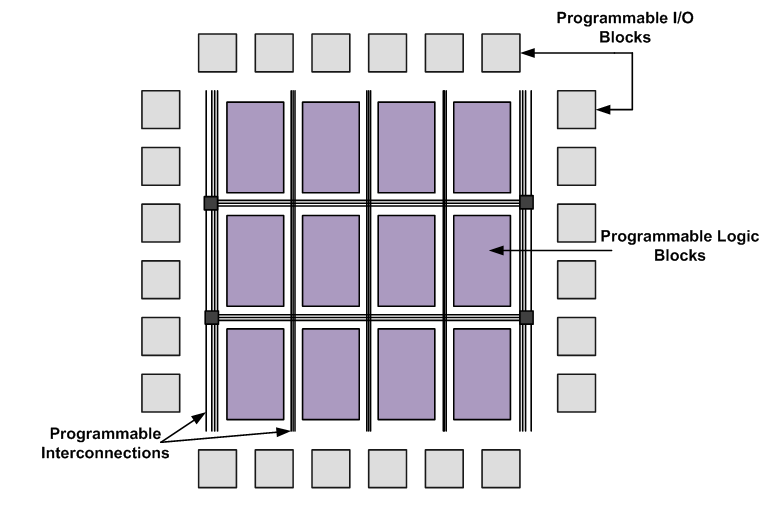 Programmable I/O
Blocks
Programmable Logic
Blocks
Programmable
Interconnections